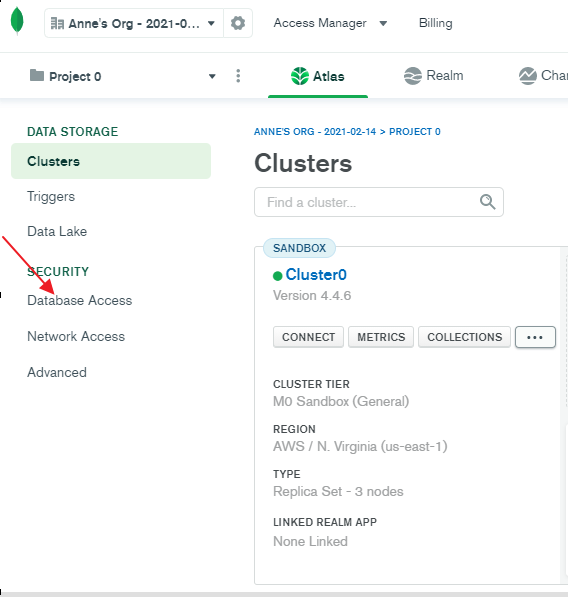 Anne's Org - 2021-0...
Access Manager
Billing
Project 0
Atlas
Realm
DATA STORAGE
Clusters
Triggers
Data Lake
SECURITY
Database Access
Network Access
Advanced
ANNE'S ORG - 2021-02-14 > PROJECT 0
Clusters
Find a cluster...
SANDBOX
Cluster0
Version 4.4.6
CONNECT METRICS COLLECTIONS ...
CLUSTER TIER
M0 Sandbox (General)
REGION
AWS / N. Virginia (us-east-1)
TYPE
Replica Set - 3 nodes
LINKED REALM APP
None Linked